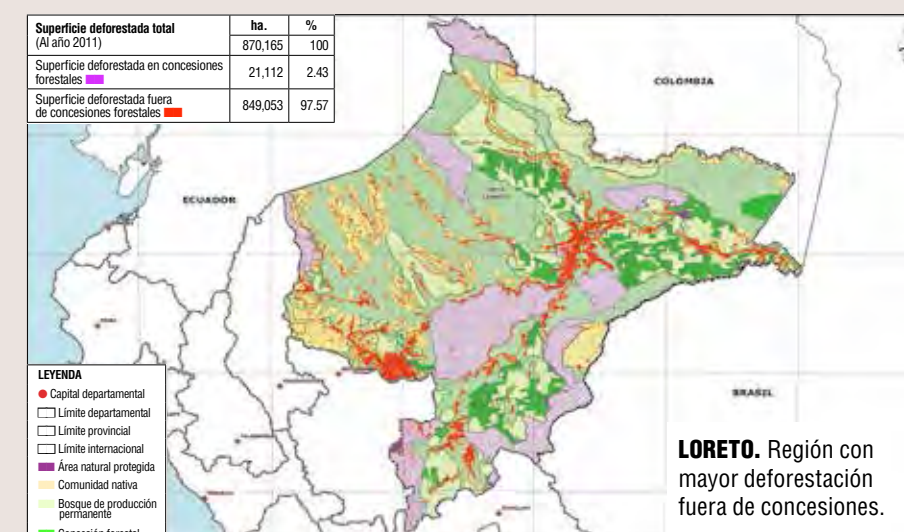 Superficie deforestada total ha. %
(Al año 2011) 870,165 100
Superficie deforestada en concesiones
forestales 21,112 2.43
Superficie deforestada fuera
de concesiones forestales 849,053 97.57
COLOMBIA
ECUADOR
BRASIL
LEYENDA
Capital departamental
Límite departamental
Límite provincial
Límite internacional
Área natural protegida
Comunidad nativa
Bosque de producción
permanente
Concesión forestal
LORETO. Región con
mayor deforestación
fuera de concesiones.